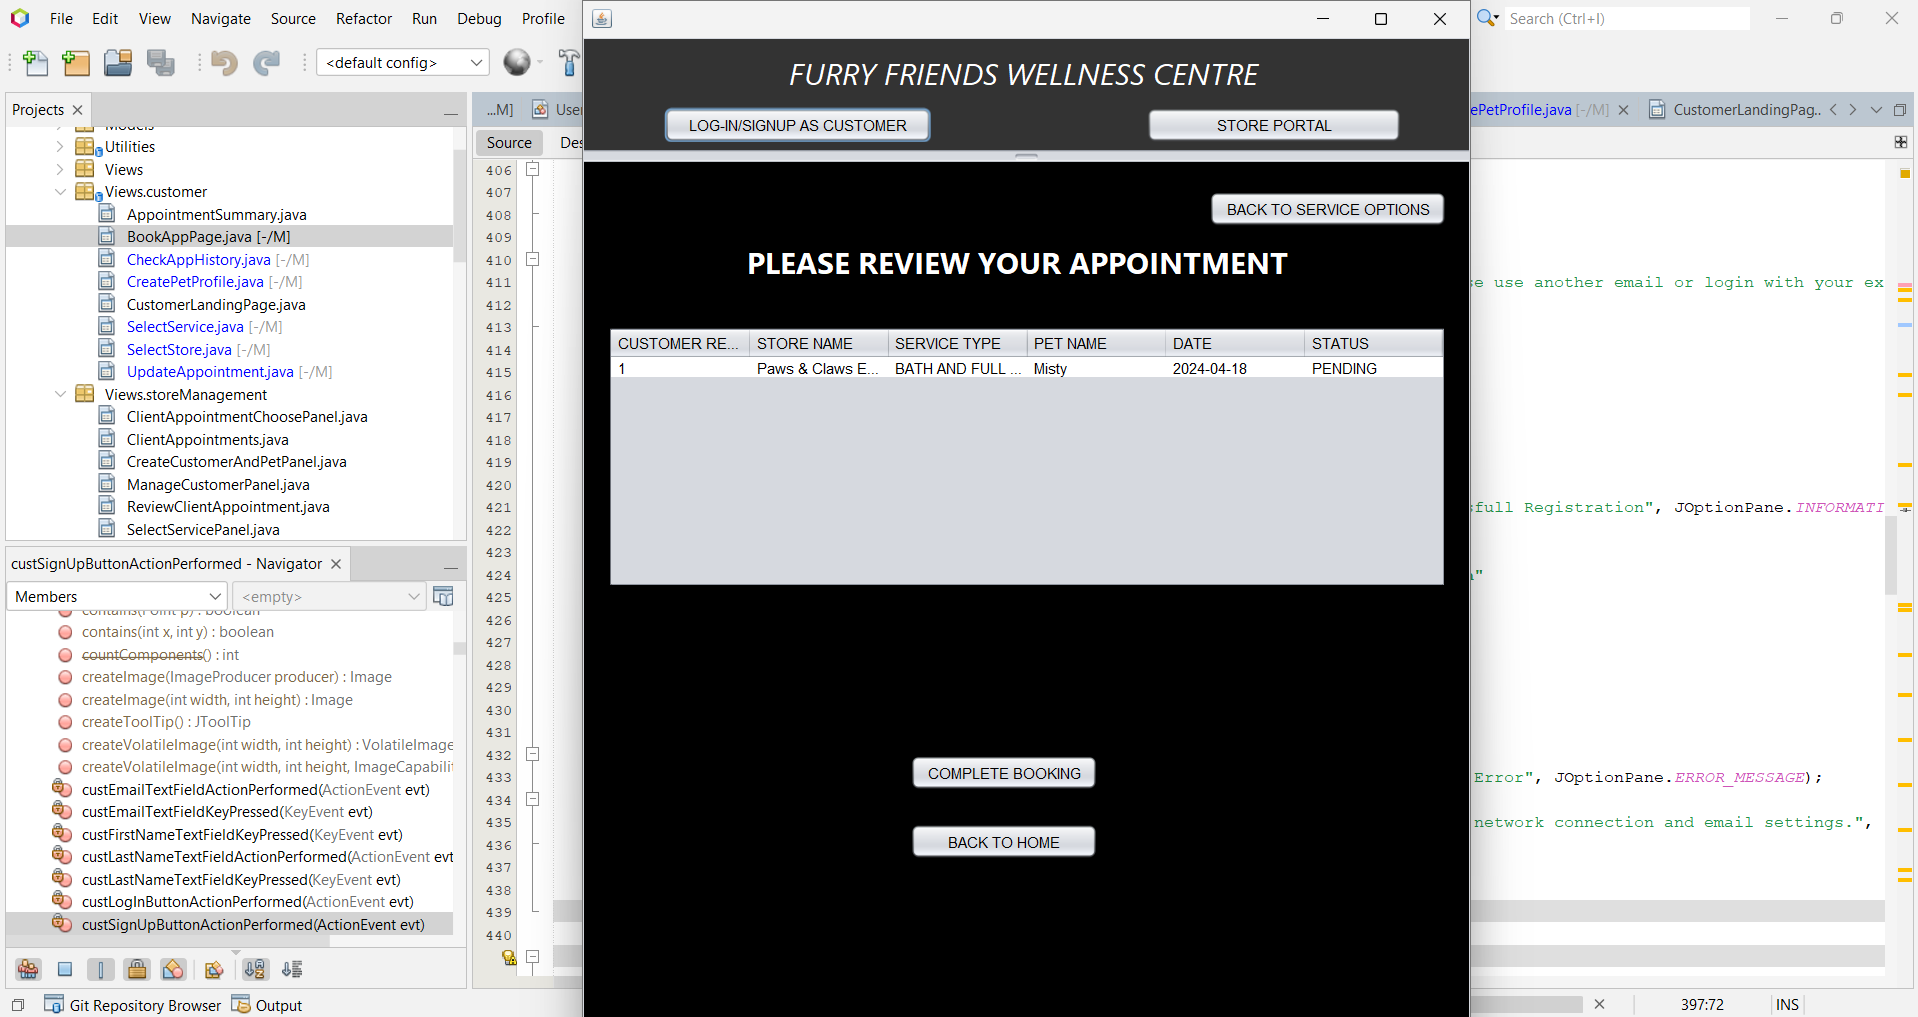 File Edit View Navigate Source Refactor Run Debug Profile
Search (Ctrl+I)
<default config>
Projects
Models
Utilities
Views
Views.customer
AppointmentSummary.java
BookAppPage.java [-/M]
CheckAppHistory.java [-/M]
CreatePetProfile.java [-/M]
CustomerLandingPage.java
SelectService.java [-/M]
SelectStore.java [-/M]
UpdateAppointment.java [-/M]
Views.storeManagement
ClientAppointmentChoosePanel.java
ClientAppointments.java
CreateCustomerAndPetPanel.java
ManageCustomerPanel.java
ReviewClientAppointment.java
SelectServicePanel.java
custSignUpButtonActionPerformed - Navigator
Members
<empty>
contains(Point p) : boolean
contains(int x, int y) : boolean
countComponents() : int
createImage(ImageProducer producer) : Image
createImage(int width, int height) : Image
createToolTip() : JToolTip
createVolatileImage(int width, int height) : VolatileImage
createVolatileImage(int width, int height, ImageCapabili
custEmailTextFieldActionPerformed(ActionEvent evt)
custEmailTextFieldKeyPressed(KeyEvent evt)
custFirstNameTextFieldKeyPressed(KeyEvent evt)
custLastNameTextFieldActionPerformed(ActionEvent evt
custLastNameTextFieldKeyPressed(KeyEvent evt)
custLogInButtonActionPerformed(ActionEvent evt)
custSignUpButtonActionPerformed(ActionEvent evt)
Git Repository Browser Output
...M] User
Source Des
406
407
408
409
410
411
412
413
414
415
416
417
418
419
420
421
422
423
424
425
426
427
428
429
430
431
432
433
434
435
436
437
438
439
440
FURRY FRIENDS WELLNESS CENTRE
LOG-IN/SIGNUP AS CUSTOMER STORE PORTAL
BACK TO SERVICE OPTIONS
PLEASE REVIEW YOUR APPOINTMENT
CUSTOMER RE... STORE NAME SERVICE TYPE PET NAME DATE STATUS
1 Paws & Claws E... BATH AND FULL ... Misty 2024-04-18 PENDING
COMPLETE BOOKING
BACK TO HOME
ePetProfile.java [-/M] CustomerLandingPag..
se use another email or login with your ex
sfull Registration", JOptionPane.INFORMATI
"
Error", JOptionPane.ERROR_MESSAGE);
network connection and email settings.",
397:72 INS